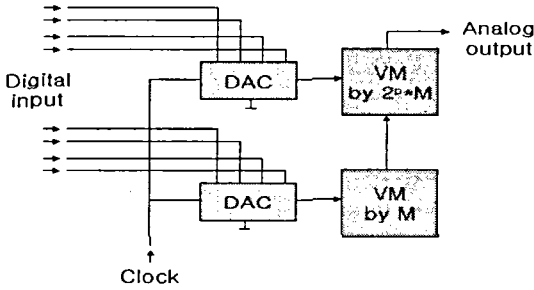 Analog
output
DAC
VM
by 2ᵖ*M
Digital
input
DAC
VM
by M
Clock